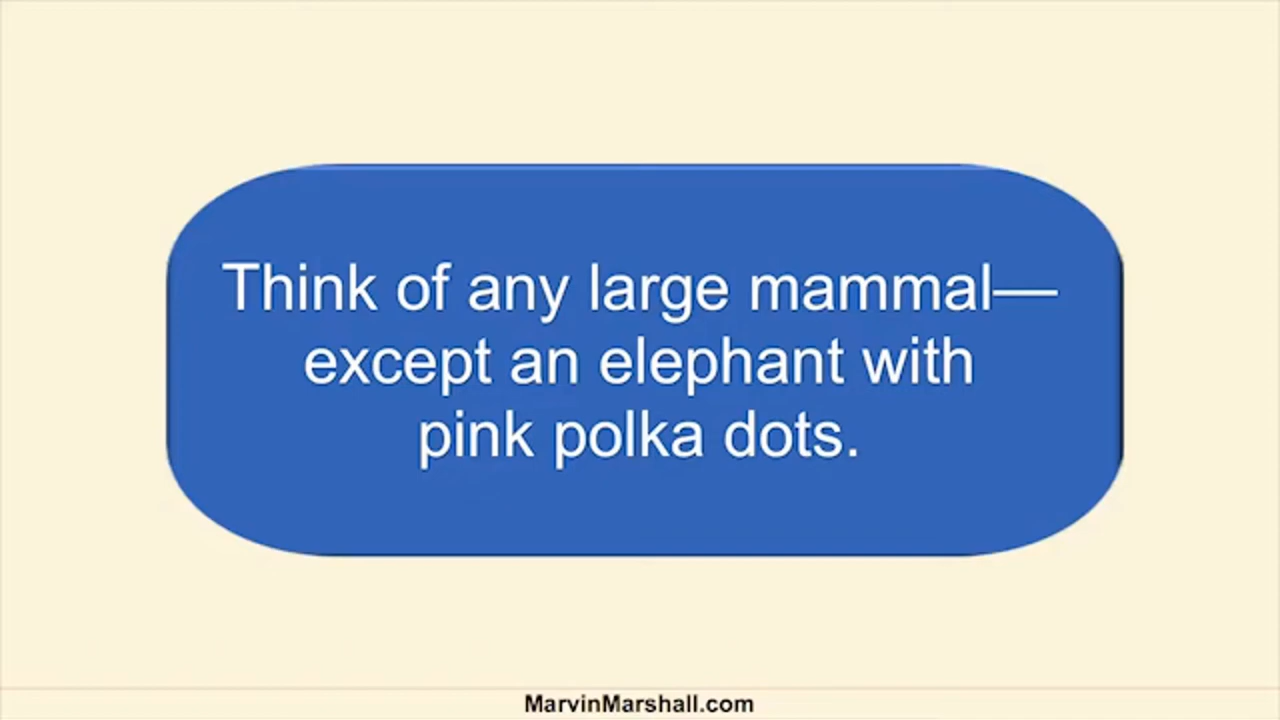 Think of any large mammal—
except an elephant with
pink polka dots.
MarvinMarshall.com